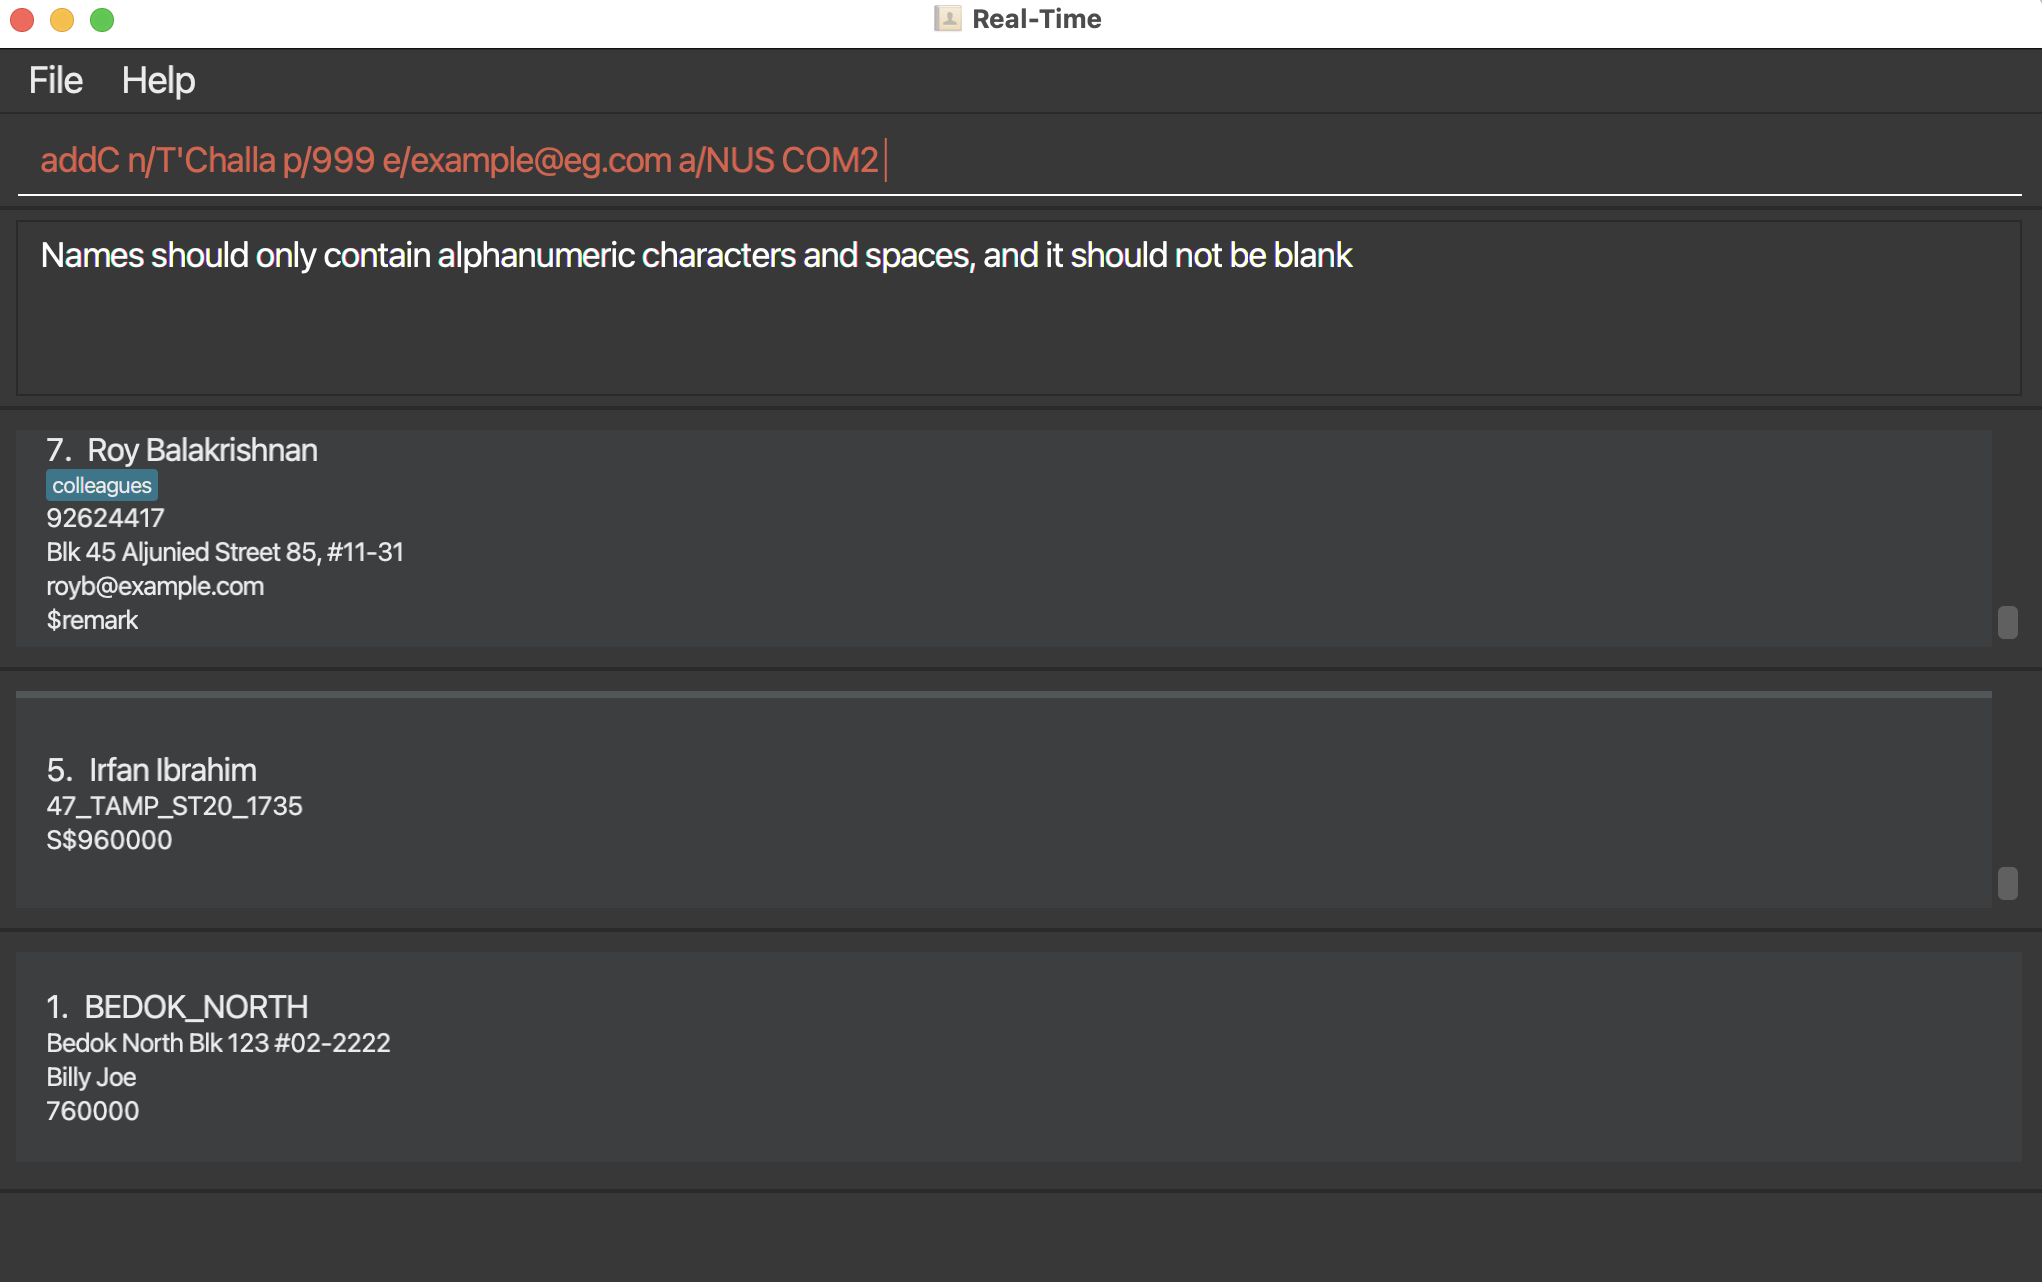 Real-Time
File Help
addC n/T'Challa p/999 e/example@eg.com a/NUS COM2
Names should only contain alphanumeric characters and spaces, and it should not be blank
7. Roy Balakrishnan
colleagues
92624417
Blk 45 Aljunied Street 85, #11-31
royb@example.com
$remark
5. Irfan Ibrahim
47_TAMP_ST20_1735
S$960000
1. BEDOK_NORTH
Bedok North Blk 123 #02-2222
Billy Joe
760000